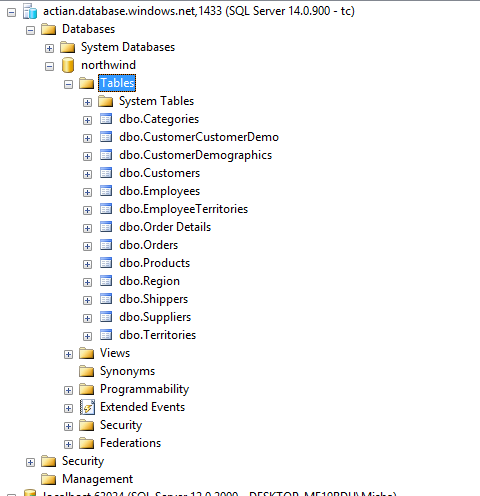 actian.database.windows.net,1433 (SQL Server 14.0.900 - tc)
Databases
System Databases
northwind
Tables
System Tables
dbo.Categories
dbo.CustomerCustomerDemo
dbo.CustomerDemographics
dbo.Customers
dbo.Employees
dbo.EmployeeTerritories
dbo.Order Details
dbo.Orders
dbo.Products
dbo.Region
dbo.Shippers
dbo.Suppliers
dbo.Territories
Views
Synonyms
Programmability
Extended Events
Security
Federations
Security
Management
(SQL Server